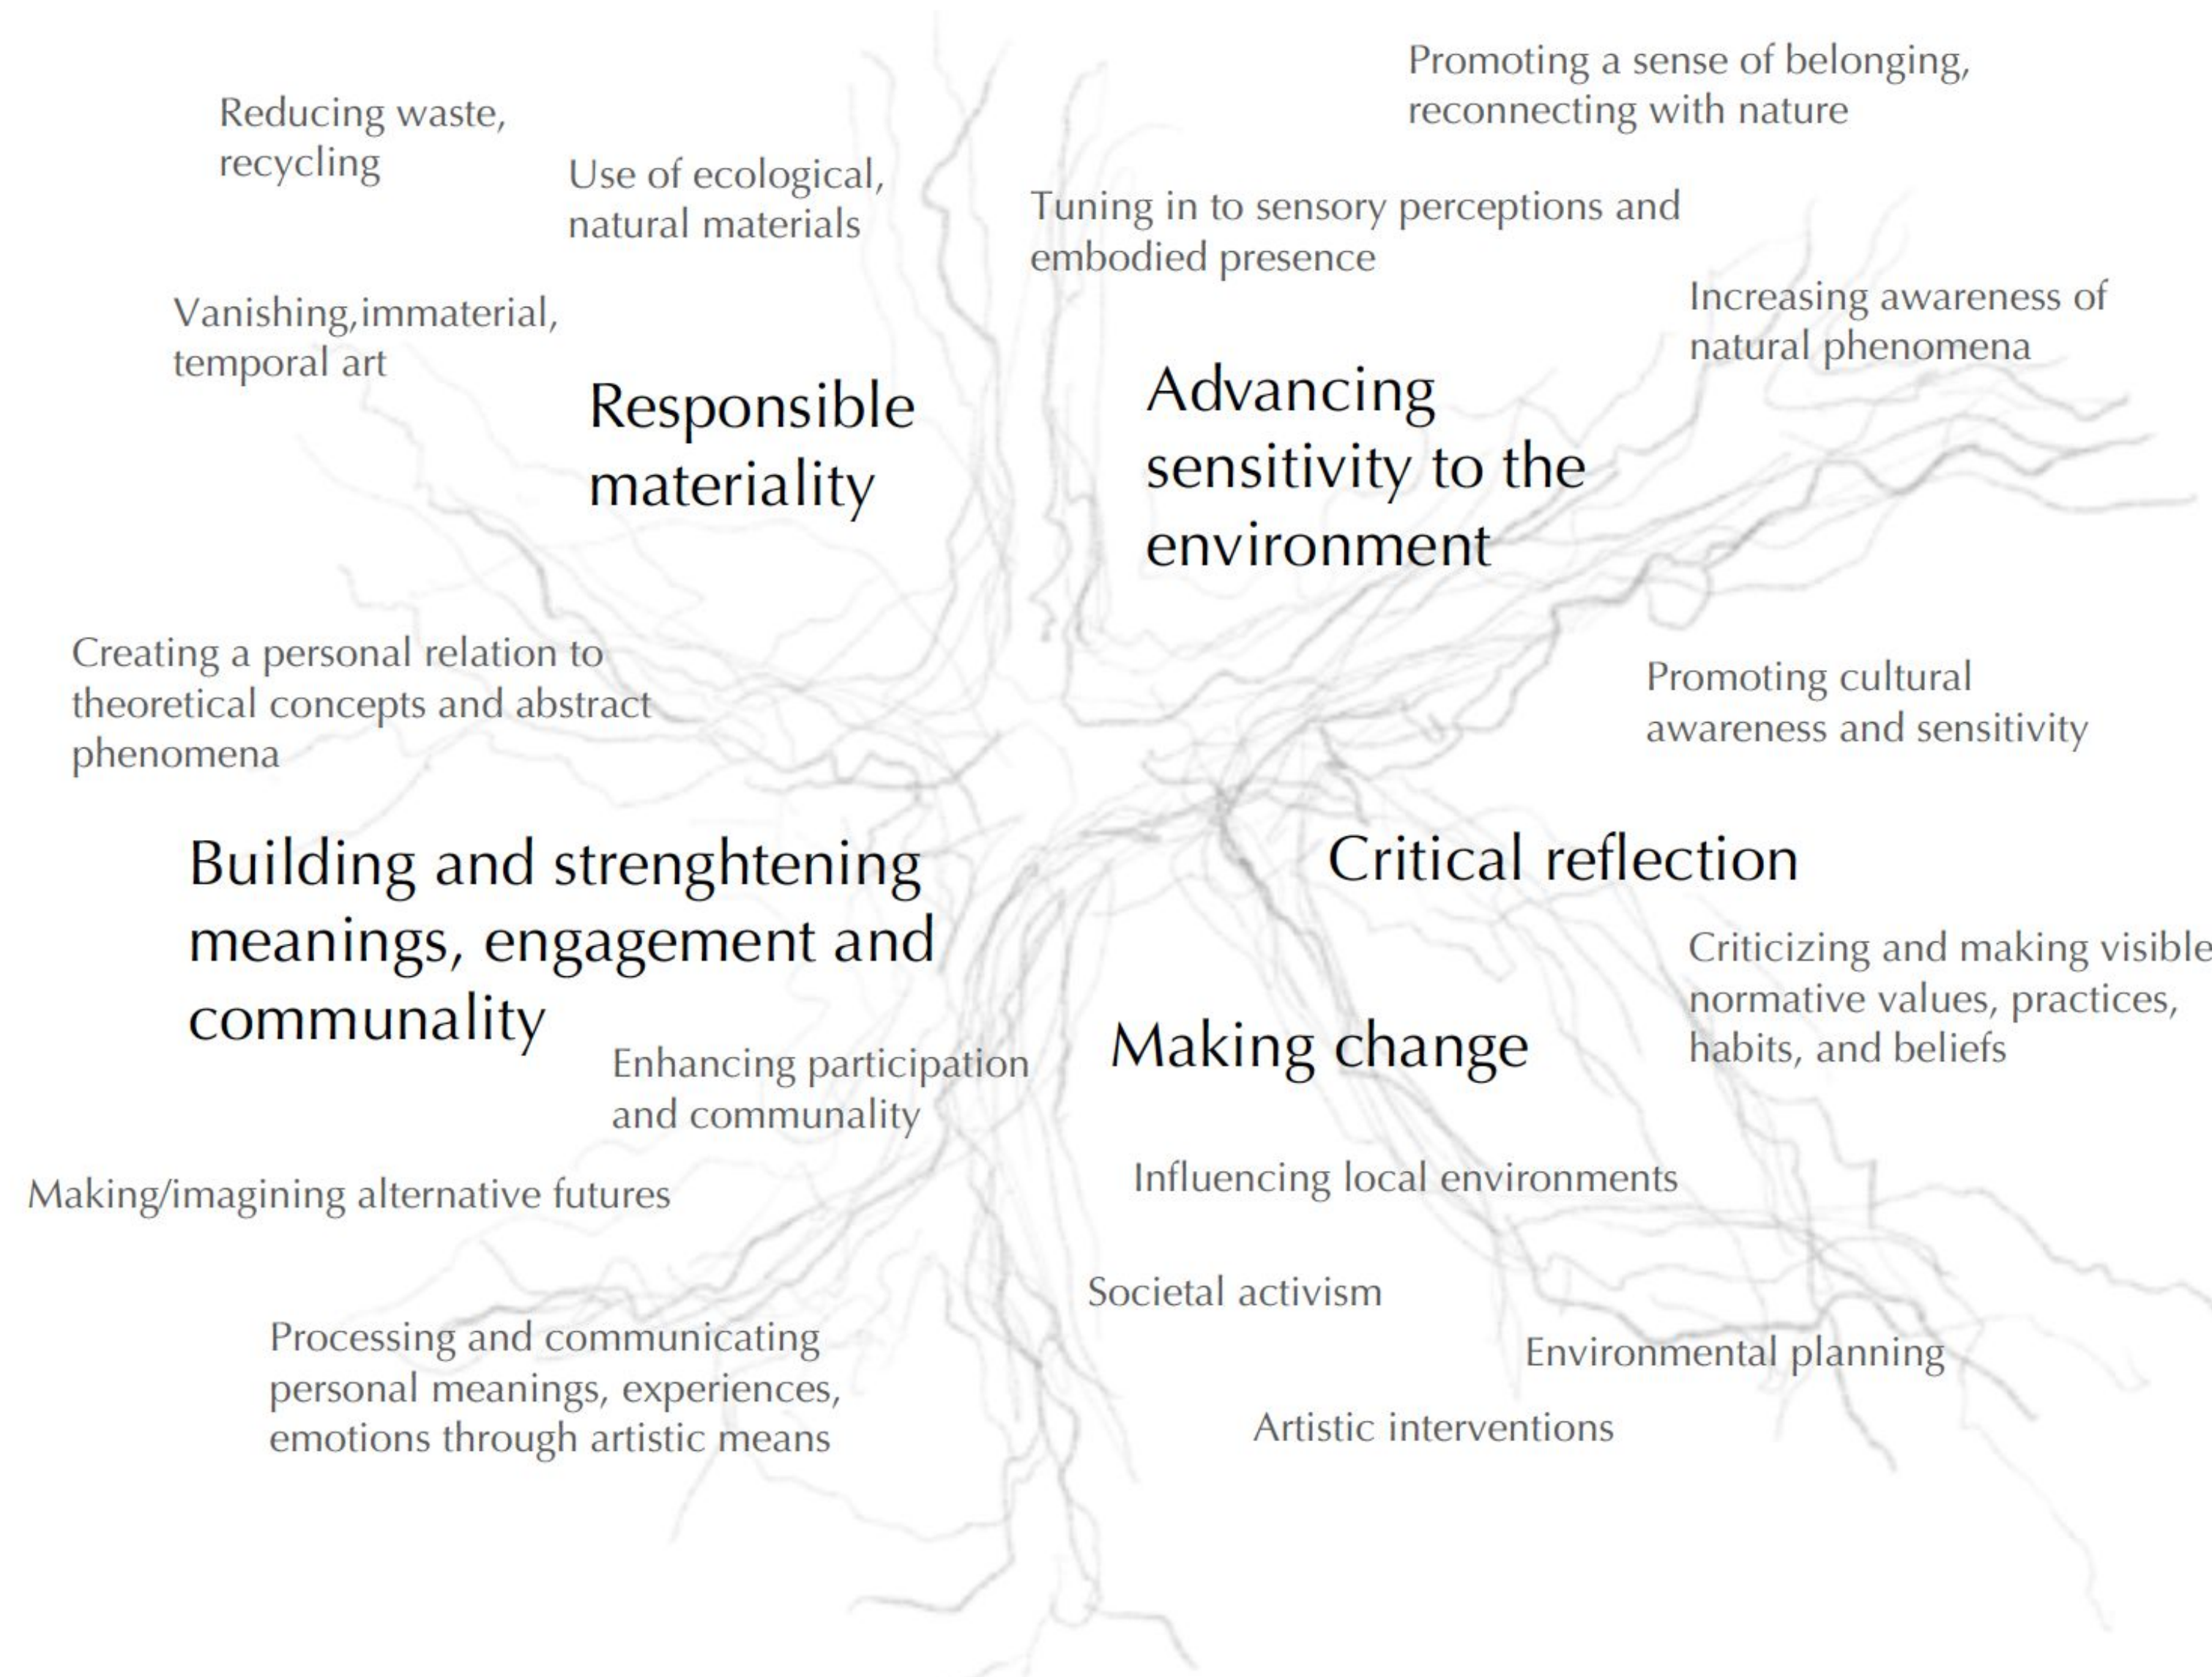 Promoting a sense of belonging,
reconnecting with nature
Reducing waste,
recycling
Use of ecological,
natural materials
Tuning in to sensory perceptions and
embodied presence
Increasing awareness of
natural phenomena
Vanishing, immaterial,
temporal art
Responsible
materiality
Advancing
sensitivity to the
environment
Creating a personal relation to
theoretical concepts and abstract
phenomena
Promoting cultural
awareness and sensitivity
Building and strenghtening
meanings, engagement and
communality
Critical reflection
Criticizing and making visible
normative values, practices,
habits, and beliefs
Enhancing participation
and communality
Making change
Making/imagining alternative futures
Influencing local environments
Societal activism
Processing and communicating
personal meanings, experiences,
emotions through artistic means
Environmental planning
Artistic interventions